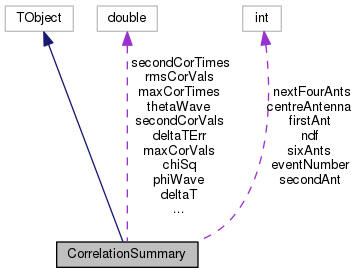 TObject
double
int
secondCorTimes
rmsCorVals
maxCorTimes
thetaWave
secondCorVals
deltaTErr
maxCorVals
chiSq
phiWave
deltaT
...
nextFourAnts
centreAntenna
firstAnt
ndf
sixAnts
eventNumber
secondAnt
CorrelationSummary